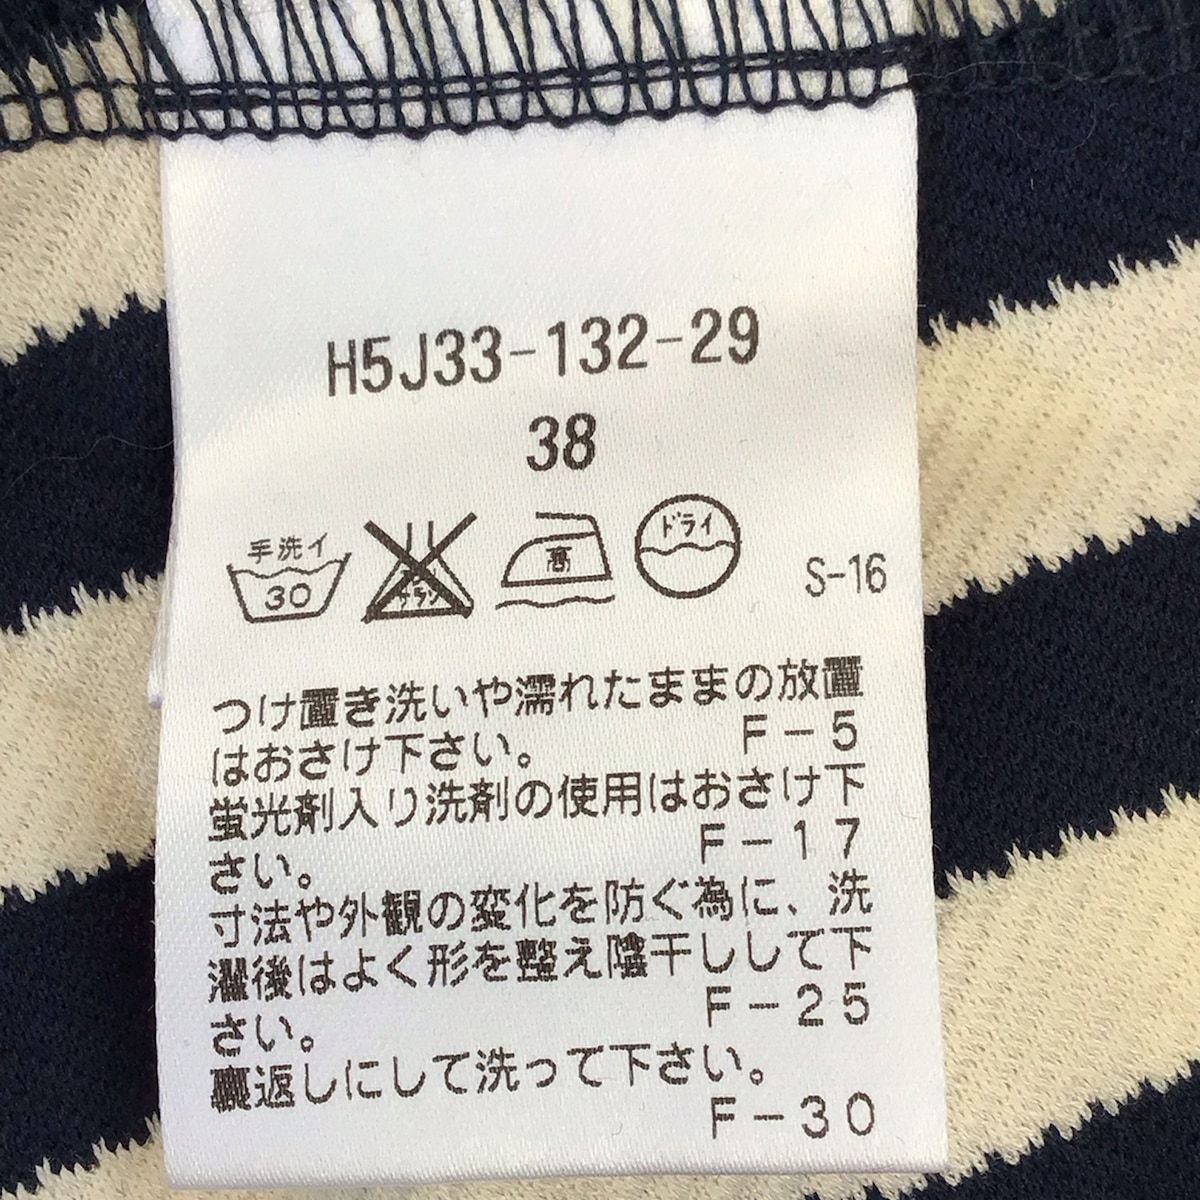 H5J33-132-29
38
手洗イ
30
サラシ
高
ドライ
S-16
つけ置き洗いや濡れたままの放置
はおさけ下さい。
F-5
蛍光剤入り洗剤の使用はおさけ下
さい。
F-17
寸法や外観の変化を防ぐ為に、洗
濯後はよく形を整え陰干しして下
さい。
F-25
裏返しにして洗って下さい。
F-30